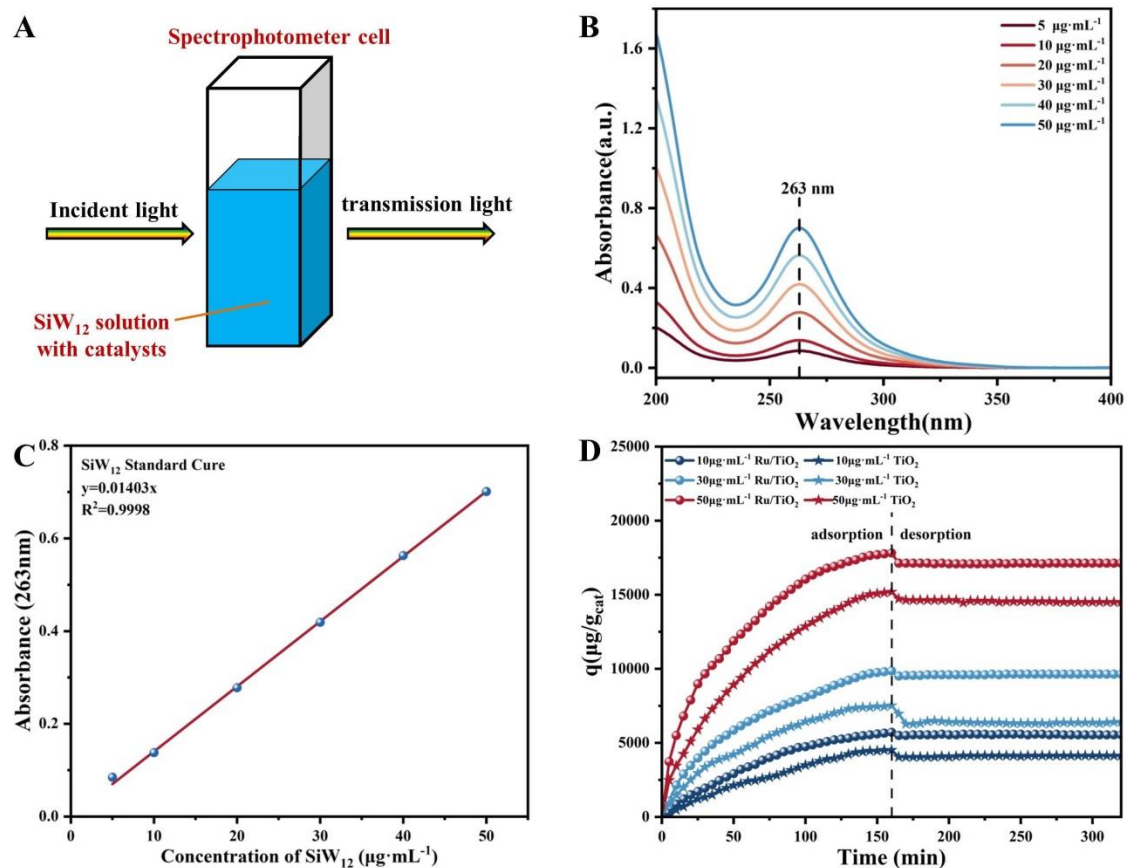 A
Spectrophotometer cell
Incident light
transmission light
SiW₁₂ solution
with catalysts
B
5 μg·mL⁻¹
10 μg·mL⁻¹
20 μg·mL⁻¹
30 μg·mL⁻¹
40 μg·mL⁻¹
50 μg·mL⁻¹
263 nm
Absorbance(a.u.)
1.6
1.2
0.8
0.4
0.0
200
250
300
350
400
Wavelength(nm)
C
SiW₁₂ Standard Cure
y=0.01403x
R²=0.9998
Absorbance (263nm)
0.8
0.6
0.4
0.2
0.0
0
10
20
30
40
50
Concentration of SiW₁₂ (μg·mL⁻¹)
D
10μg·mL⁻¹ Ru/TiO₂
10μg·mL⁻¹ TiO₂
30μg·mL⁻¹ Ru/TiO₂
30μg·mL⁻¹ TiO₂
50μg·mL⁻¹ Ru/TiO₂
50μg·mL⁻¹ TiO₂
adsorption
desorption
q(μg/g_cat)
25000
20000
15000
10000
5000
0
0
50
100
150
200
250
300
Time (min)